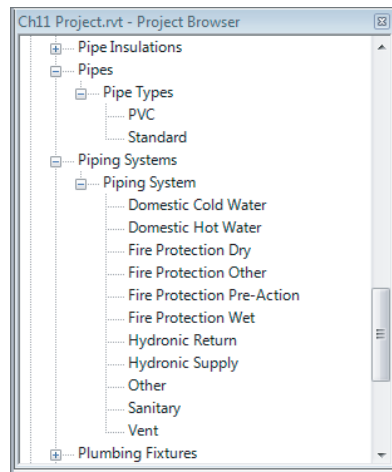 Ch11 Project.rvt - Project Browser
Pipe Insulations
Pipes
Pipe Types
PVC
Standard
Piping Systems
Piping System
Domestic Cold Water
Domestic Hot Water
Fire Protection Dry
Fire Protection Other
Fire Protection Pre-Action
Fire Protection Wet
Hydronic Return
Hydronic Supply
Other
Sanitary
Vent
Plumbing Fixtures